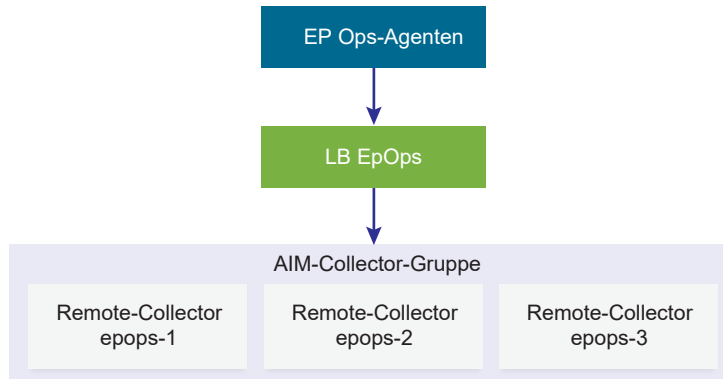 EP Ops-Agenten
LB EpOps
AIM-Collector-Gruppe
Remote-Collector
epops-1
Remote-Collector
epops-2
Remote-Collector
epops-3